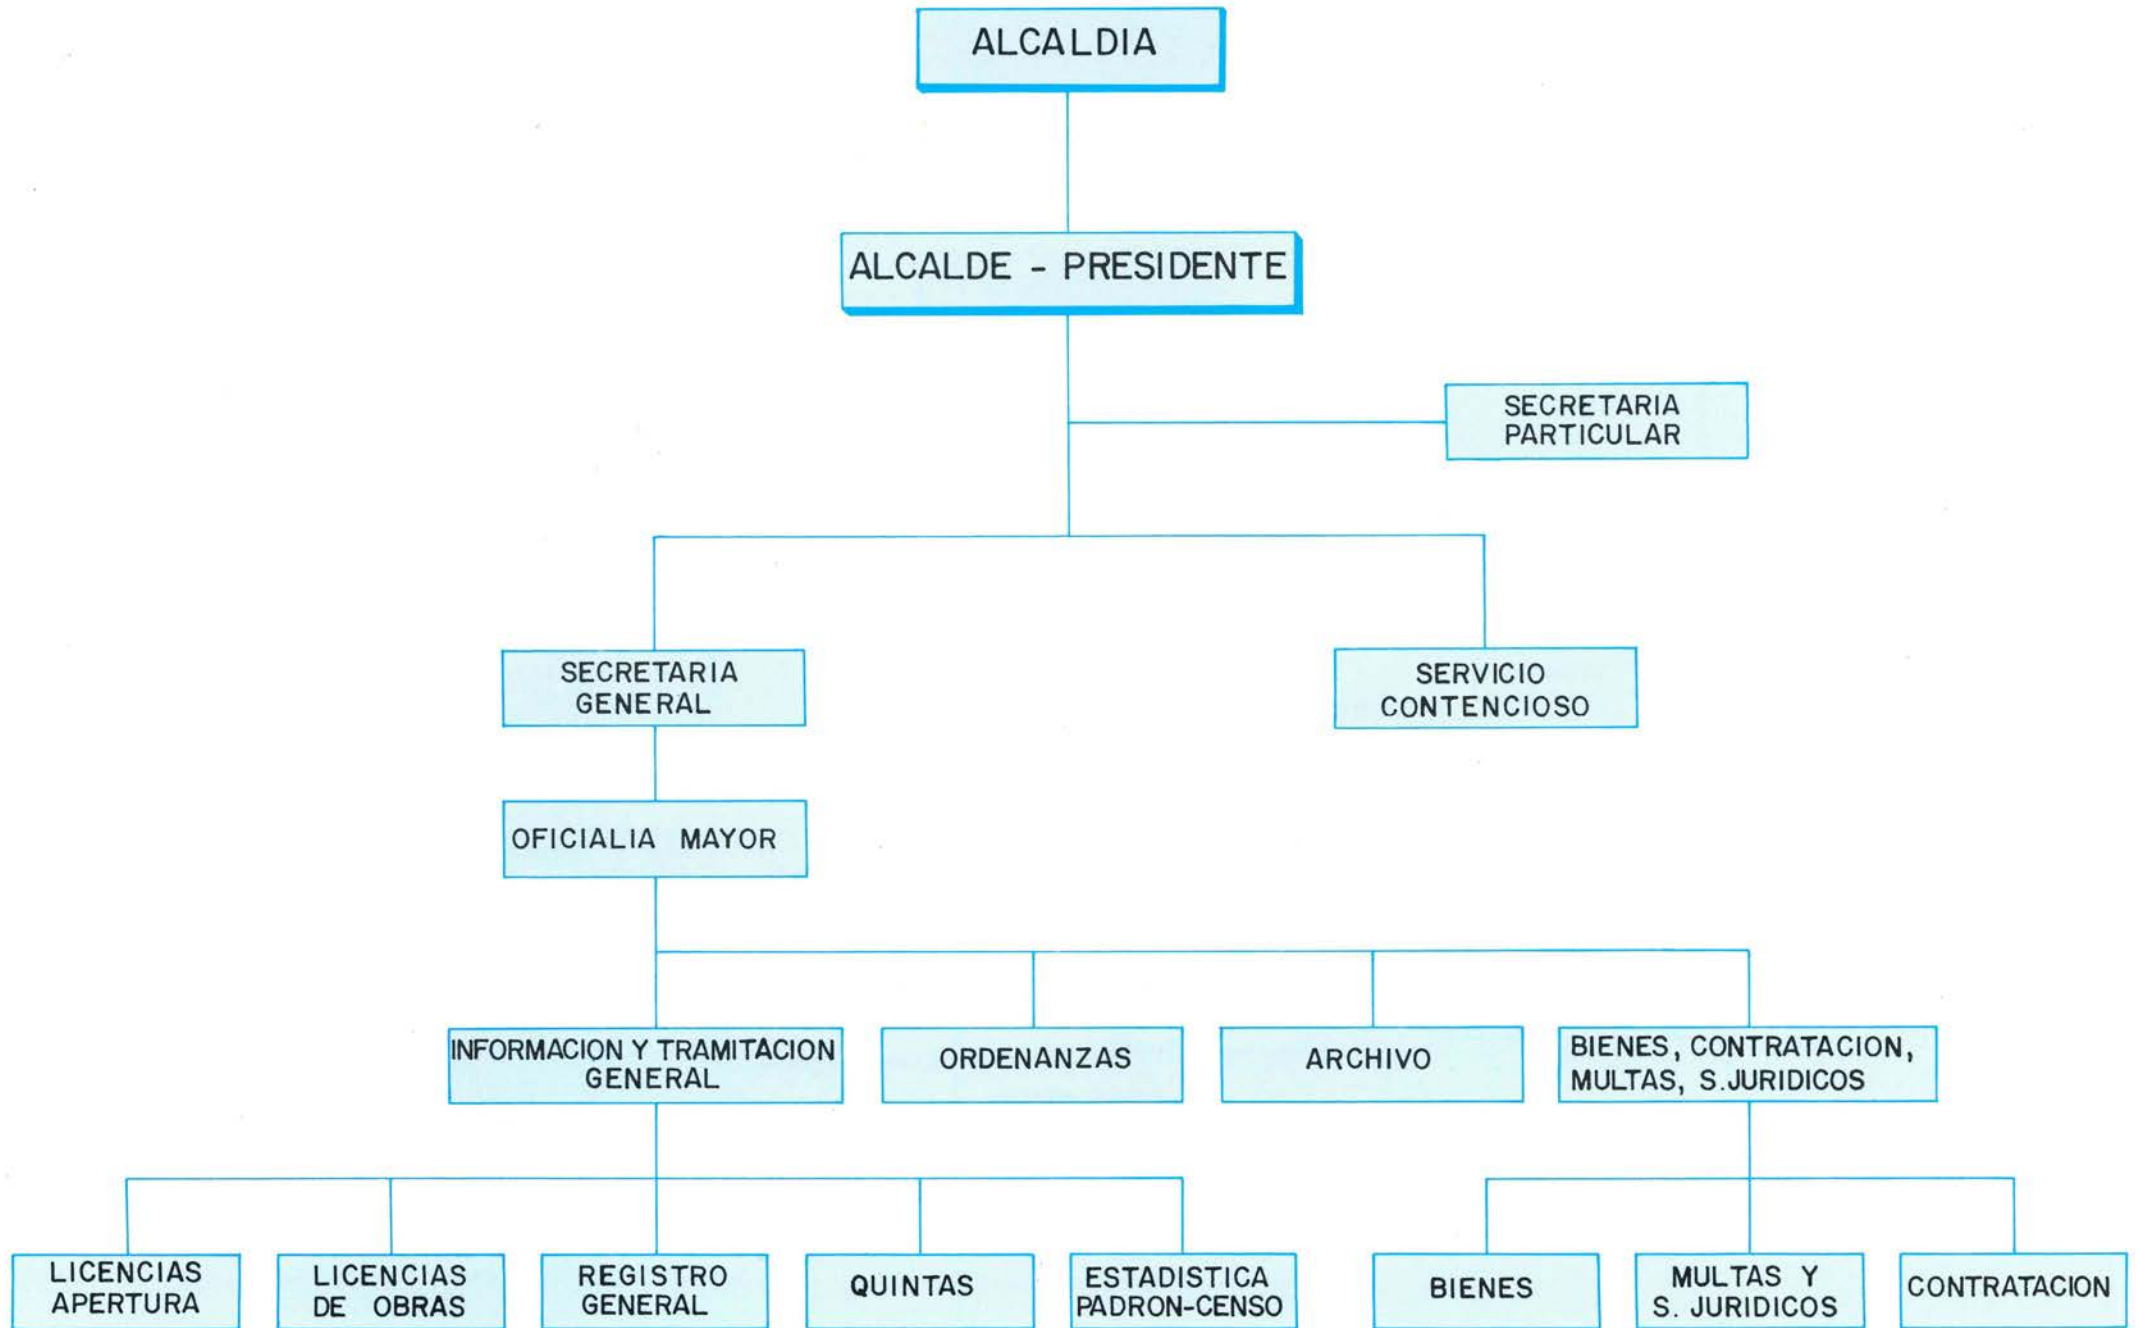 ALCALDIA
ALCALDE - PRESIDENTE
SECRETARIA
PARTICULAR
SECRETARIA
GENERAL
SERVICIO
CONTENCIOSO
OFICIALIA MAYOR
INFORMACION Y TRAMITACION
GENERAL
ORDENANZAS
ARCHIVO
BIENES, CONTRATACION,
MULTAS, S.JURIDICOS
LICENCIAS
APERTURA
LICENCIAS
DE OBRAS
REGISTRO
GENERAL
QUINTAS
ESTADISTICA
PADRON-CENSO
BIENES
MULTAS Y
S. JURIDICOS
CONTRATACION